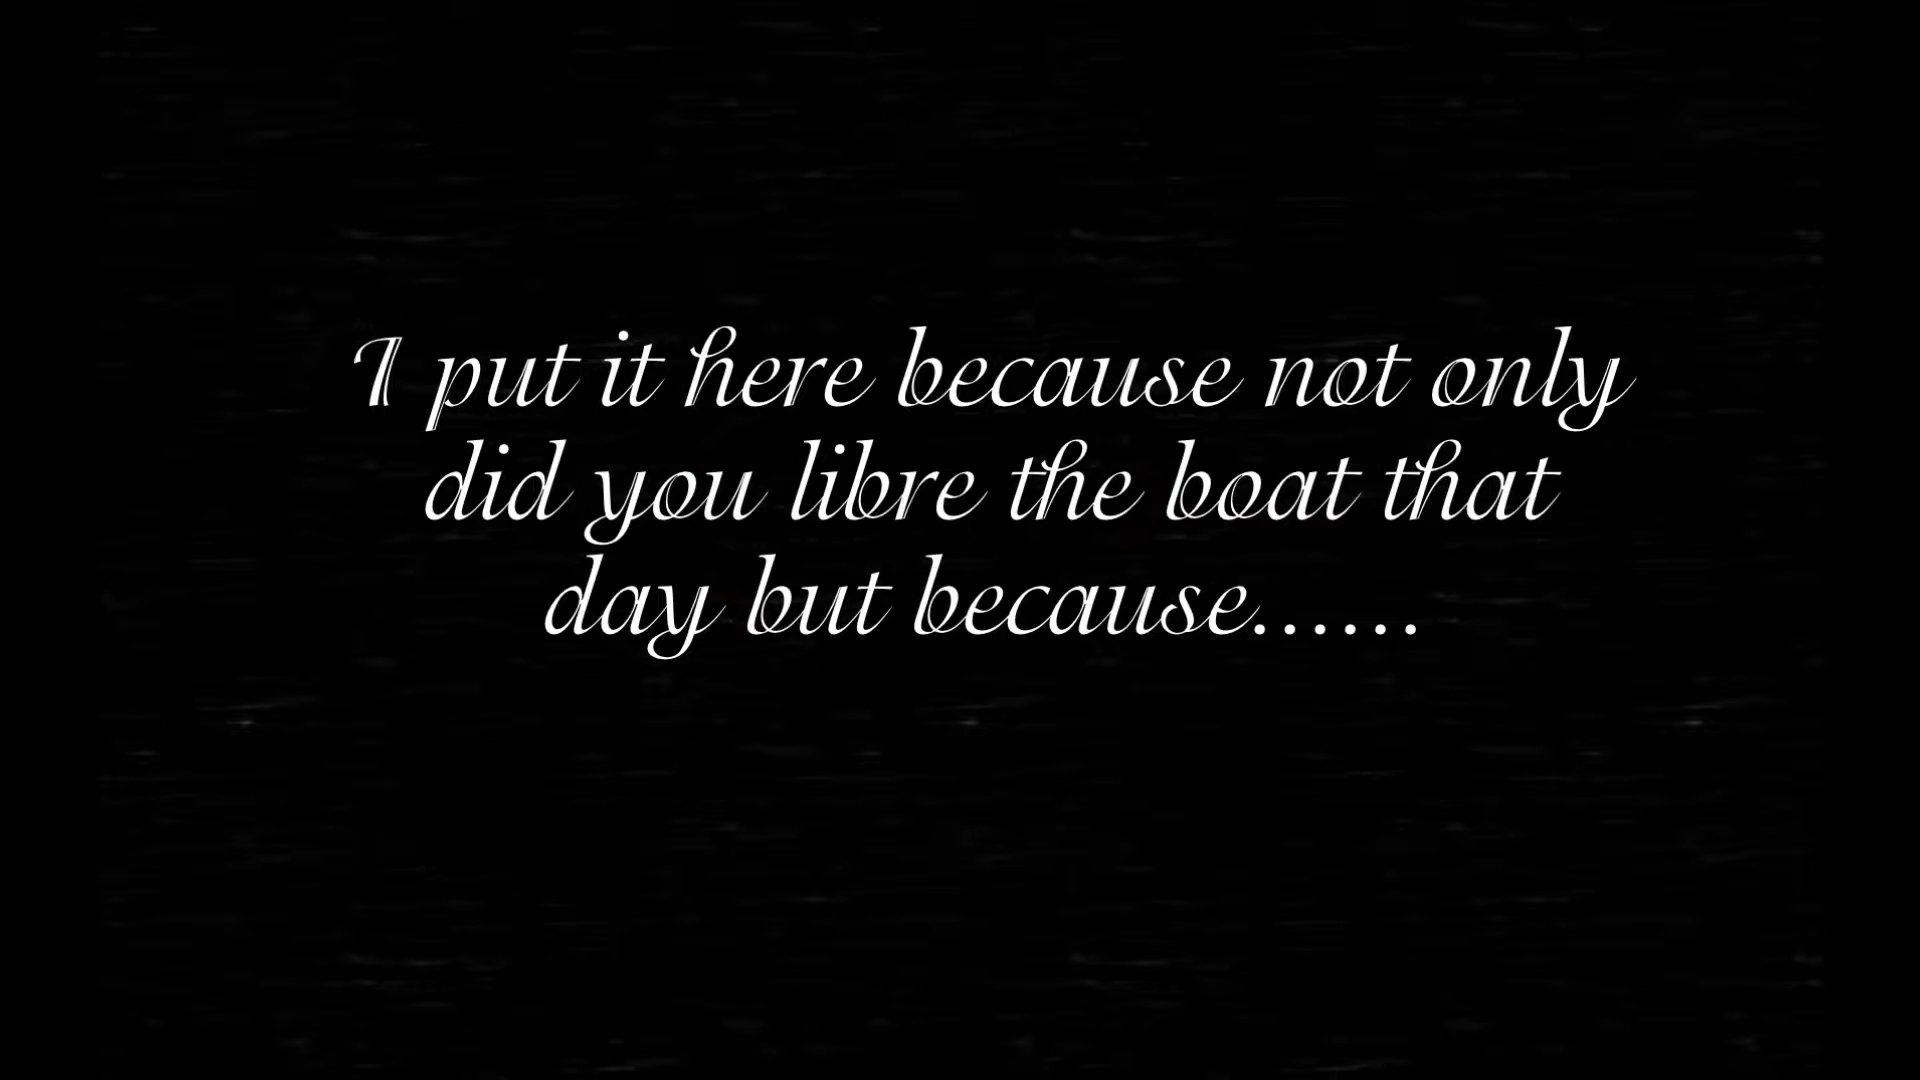 I put it here because not only
did you libre the boat that
day but because......